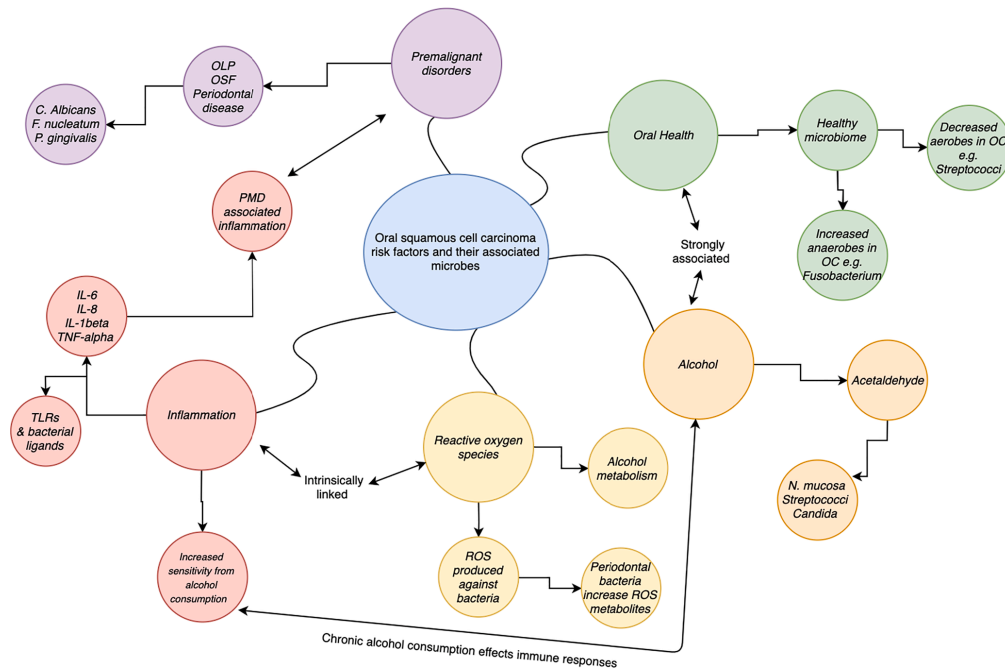 Premalignant
disorders
OLP
OSF
Periodontal
disease
C. Albicans
F. nucleatum
P. gingivalis
Oral Health
Healthy
microbiome
Decreased
aerobes in OC
e.g.
Streptococci
Increased
anaerobes in
OC e.g.
Fusobacterium
PMD
associated
inflammation
Oral squamous cell carcinoma
risk factors and their associated
microbes
Strongly
associated
IL-6
IL-8
IL-1beta
TNF-alpha
Alcohol
Acetaldehyde
Inflammation
TLRs
& bacterial
ligands
Reactive oxygen
species
Alcohol
metabolism
Intrinsically
linked
N. mucosa
Streptococci
Candida
Increased
sensitivity from
alcohol
consumption
ROS
produced
against
bacteria
Periodontal
bacteria
increase ROS
metabolites
Chronic alcohol consumption effects immune responses